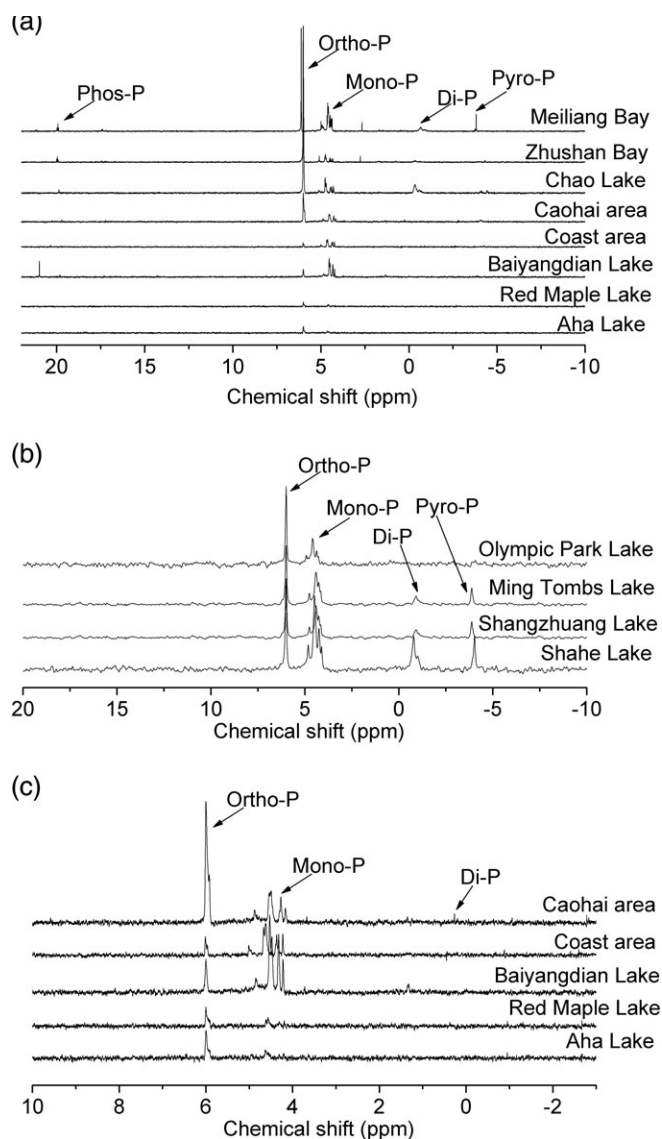 (a)
Ortho-P
Mono-P
Phos-P
Di-P
Pyro-P
Meiliang Bay
Zhushan Bay
Chao Lake
Caohai area
Coast area
Baiyangdian Lake
Red Maple Lake
Aha Lake
20 15 10 5 0 -5 -10
Chemical shift (ppm)
(b)
Ortho-P
Mono-P
Pyro-P
Di-P
Olympic Park Lake
Ming Tombs Lake
Shangzhuang Lake
Shahe Lake
20 15 10 5 0 -5 -10
Chemical shift (ppm)
(c)
Ortho-P
Mono-P
Di-P
Caohai area
Coast area
Baiyangdian Lake
Red Maple Lake
Aha Lake
10 8 6 4 2 0 -2
Chemical shift (ppm)